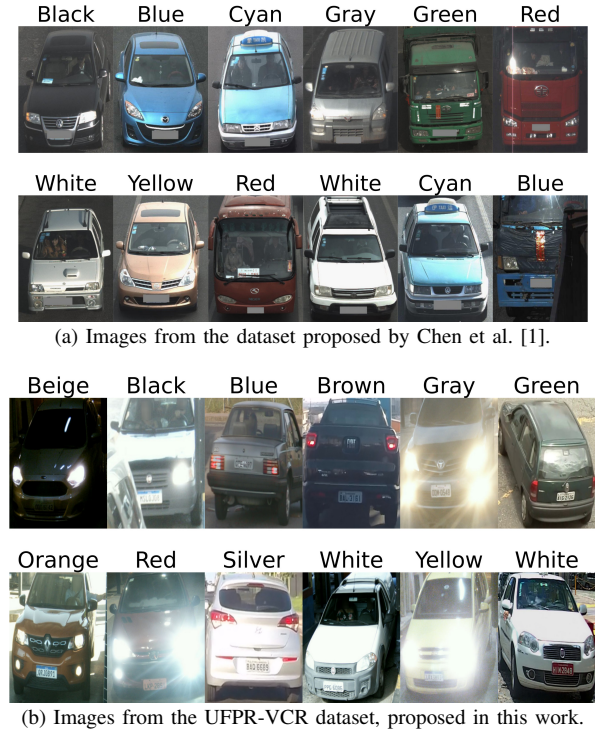 Black Blue Cyan Gray Green Red
White Yellow Red White Cyan Blue
(a) Images from the dataset proposed by Chen et al. [1].
Beige Black Blue Brown Gray Green
Orange Red Silver White Yellow White
BAQ 8689
(b) Images from the UFPR-VCR dataset, proposed in this work.